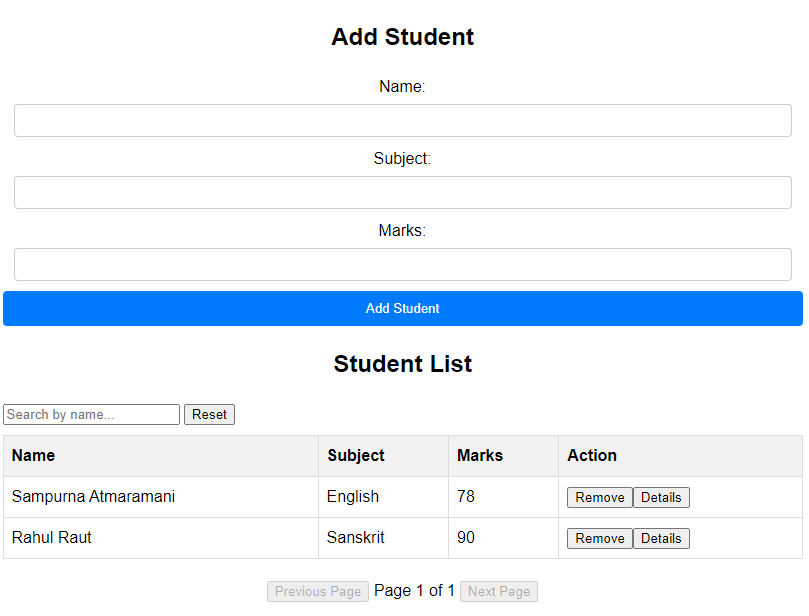 Add Student
Name:
Subject:
Marks:
Add Student
Student List
Search by name... Reset
Name Subject Marks Action
Sampurna Atmaramani English 78 Remove Details
Rahul Raut Sanskrit 90 Remove Details
Previous Page Page 1 of 1 Next Page